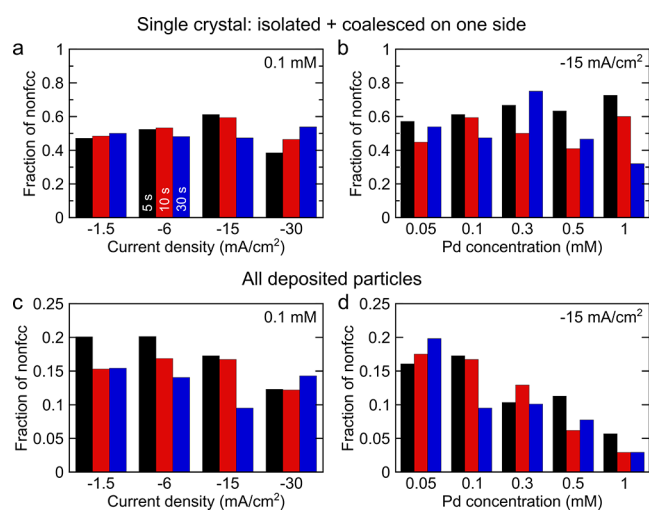 Single crystal: isolated + coalesced on one side
a
0.1 mM
Fraction of nonfcc
1
0.8
0.6
0.4
0.2
0
5 s
10 s
30 s
-1.5 -6 -15 -30
Current density (mA/cm²)
b
-15 mA/cm²
Fraction of nonfcc
1
0.8
0.6
0.4
0.2
0
0.05 0.1 0.3 0.5 1
Pd concentration (mM)
All deposited particles
c
0.1 mM
Fraction of nonfcc
0.25
0.2
0.15
0.1
0.05
0
-1.5 -6 -15 -30
Current density (mA/cm²)
d
-15 mA/cm²
Fraction of nonfcc
0.25
0.2
0.15
0.1
0.05
0
0.05 0.1 0.3 0.5 1
Pd concentration (mM)